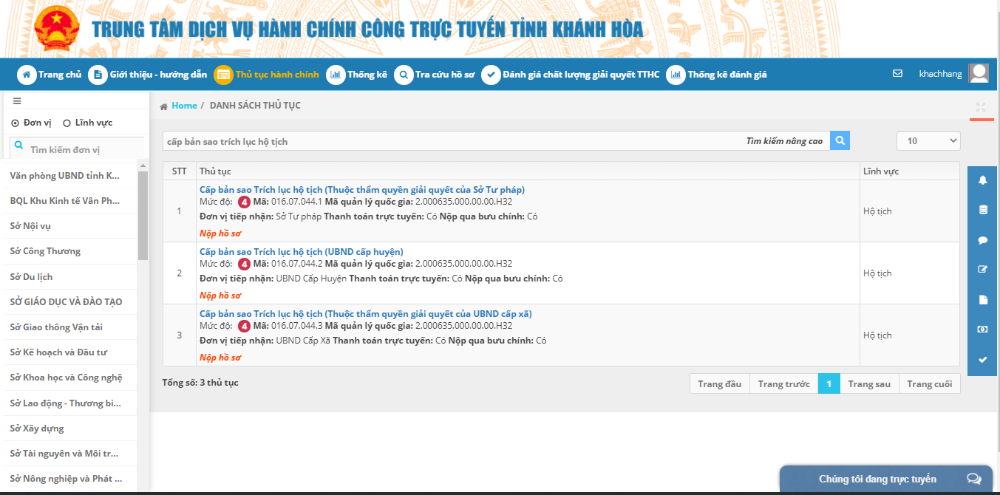 TRUNG TÂM DỊCH VỤ HÀNH CHÍNH CÔNG TRỰC TUYẾN TỈNH KHÁNH HÒA
Trang chủ Giới thiệu - hướng dẫn Thủ tục hành chính Thống kê Tra cứu hồ sơ Đánh giá chất lượng giải quyết TTHC Thống kê đánh giá khachhang
Đơn vị Lĩnh vực
Tìm kiếm đơn vị
Văn phòng UBND tỉnh K...
BQL Khu Kinh tế Vân Ph...
Sở Nội vụ
Sở Công Thương
Sở Du lịch
SỞ GIÁO DỤC VÀ ĐÀO TẠO
Sở Giao thông Vận tải
Sở Kế hoạch và Đầu tư
Sở Khoa học và Công nghệ
Sở Lao động - Thương bi...
Sở Xây dựng
Sở Tài nguyên và Môi tr...
Sở Nông nghiệp và Phát ...
Home / DANH SÁCH THỦ TỤC
cấp bản sao trích lục hộ tịch Tìm kiếm nâng cao 10
STT Thủ tục Lĩnh vực
Cấp bản sao Trích lục hộ tịch (Thuộc thẩm quyền giải quyết của Sở Tư pháp)
Mức độ: 4 Mã: 016.07.044.1 Mã quản lý quốc gia: 2.000635.000.00.00.H32
1 Hộ tịch
Đơn vị tiếp nhận: Sở Tư pháp Thanh toán trực tuyến: Có Nộp qua bưu chính: Có
Nộp hồ sơ
Cấp bản sao Trích lục hộ tịch (UBND cấp huyện)
Mức độ: 4 Mã: 016.07.044.2 Mã quản lý quốc gia: 2.000635.000.00.00.H32
2 Hộ tịch
Đơn vị tiếp nhận: UBND Cấp Huyện Thanh toán trực tuyến: Có Nộp qua bưu chính: Có
Nộp hồ sơ
Cấp bản sao Trích lục hộ tịch (Thuộc thẩm quyền giải quyết của UBND cấp xã)
Mức độ: 4 Mã: 016.07.044.3 Mã quản lý quốc gia: 2.000635.000.00.00.H32
3 Hộ tịch
Đơn vị tiếp nhận: UBND Cấp Xã Thanh toán trực tuyến: Có Nộp qua bưu chính: Có
Nộp hồ sơ
Tổng số: 3 thủ tục Trang đầu Trang trước 1 Trang sau Trang cuối
Chúng tôi đang trực tuyến